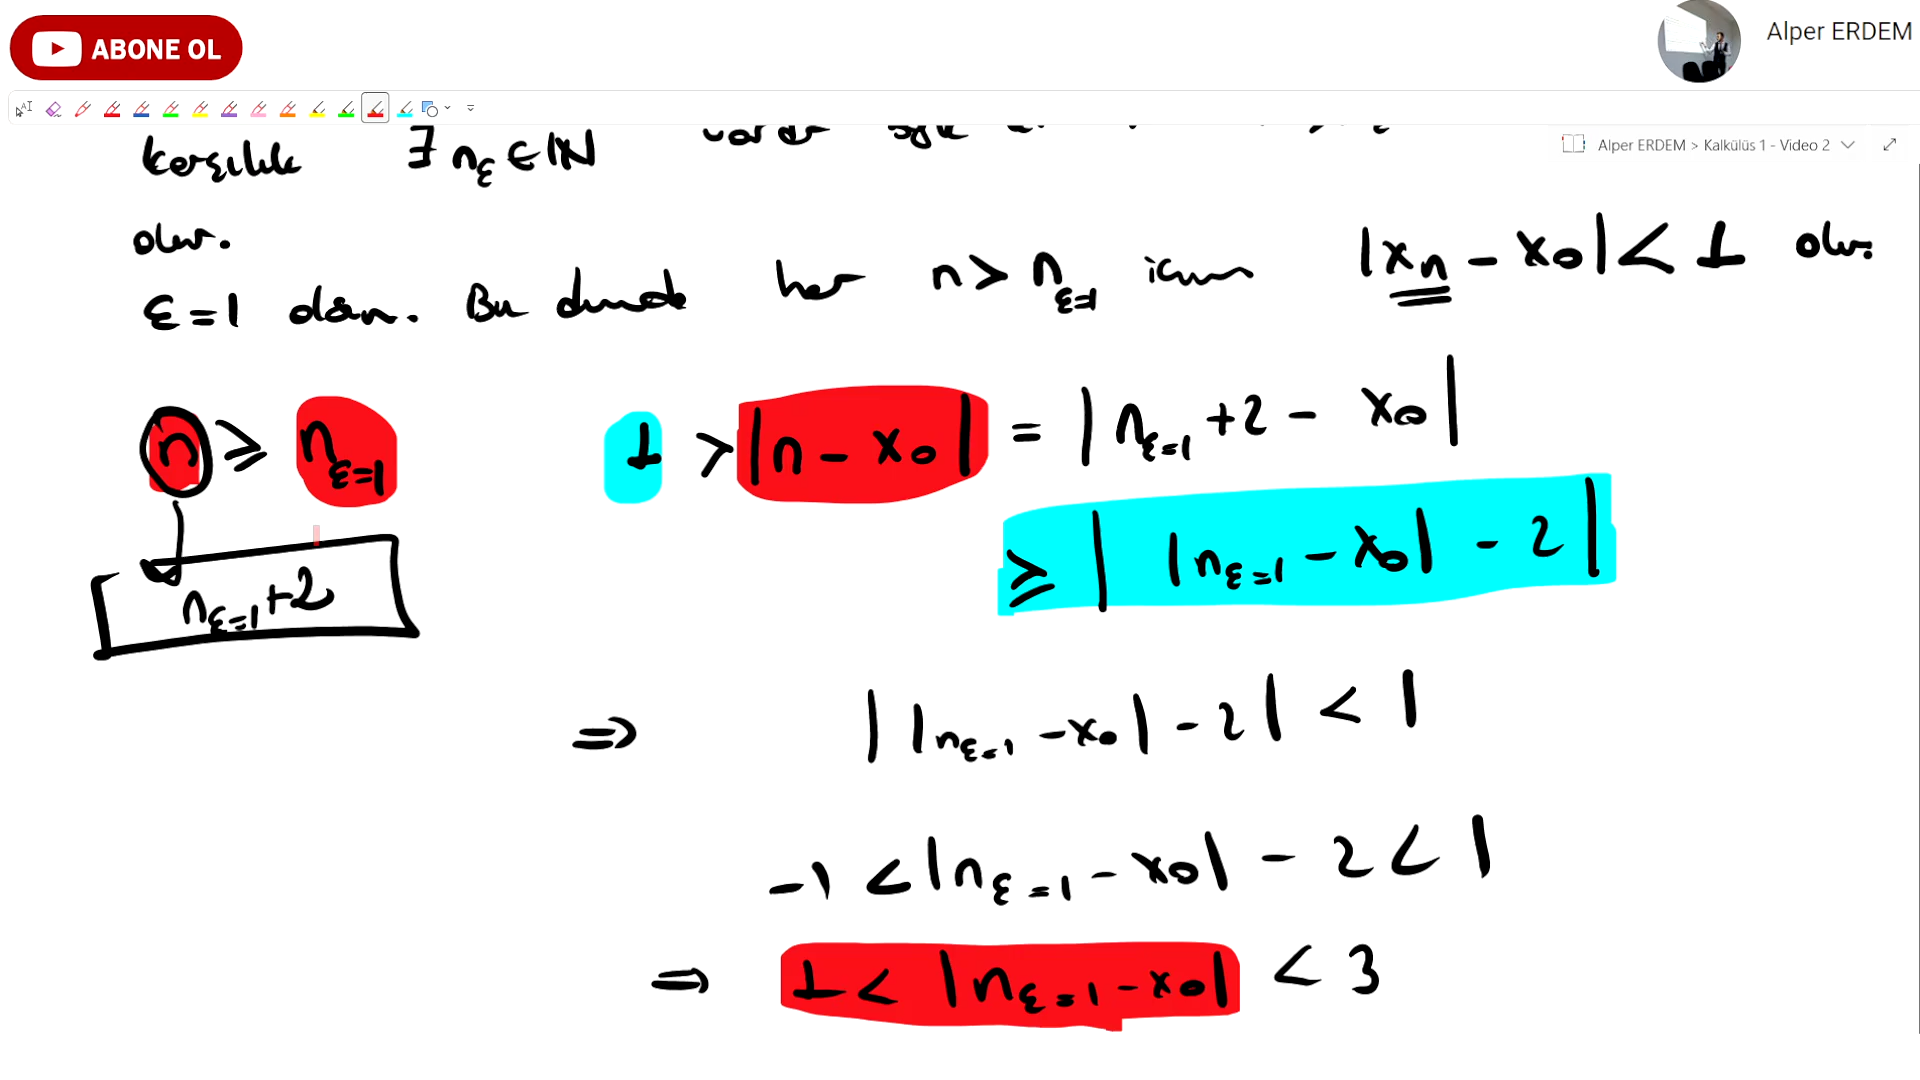 ABONE OL
Alper ERDEM
Alper ERDEM > Kalkülüs 1 - Video 2
karşılık ∃ n_ε ∈ ℕ vardır
olur.
ε=1 alalım. Bu durumda her n > n_{ε=1} için |x_n - x_0| < 1 olur.
n ≥ n_{ε=1} 1 > |n - x_0| = |n_{ε=1} + 2 - x_0|
≥ | |n_{ε=1} - x_0| - 2 |
n_{ε=1} + 2
⇒ | |n_{ε=1} - x_0| - 2 | < 1
-1 < |n_{ε=1} - x_0| - 2 < 1
⇒ 1 < |n_{ε=1} - x_0| < 3